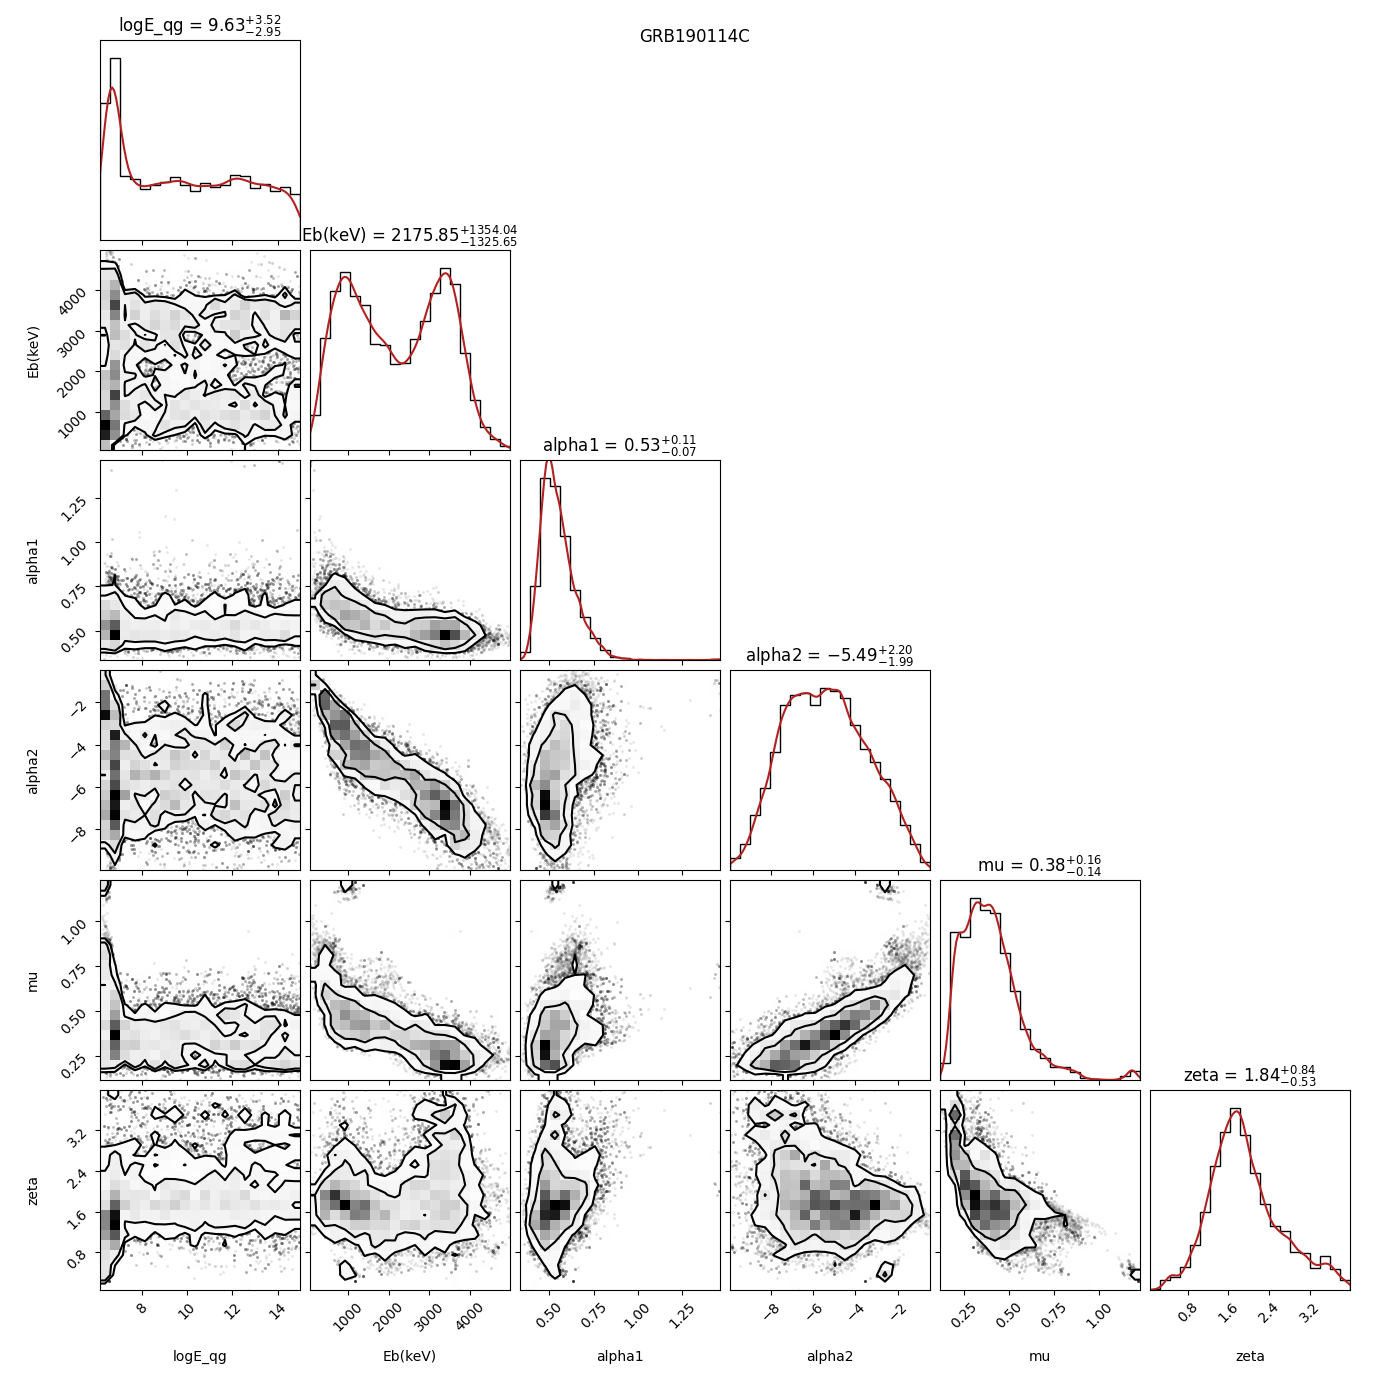 GRB190114C
logE_qg = 9.63+3.52 −2.95
Eb(keV) = 2175.85+1354.04 −1325.65
4000
3000
2000
1000
Eb(keV)
alpha1 = 0.53+0.11 −0.07
1.25
1.00
0.75
0.50
alpha1
alpha2 = −5.49+2.20 −1.99
−2
−4
−6
−8
alpha2
mu = 0.38+0.16 −0.14
1.00
0.75
0.50
0.25
mu
zeta = 1.84+0.84 −0.53
3.2
2.4
1.6
0.8
zeta
8 10 12 14
1000 2000 3000 4000
0.50 0.75 1.00 1.25
−8 −6 −4 −2
0.25 0.50 0.75 1.00
0.8 1.6 2.4 3.2
logE_qg Eb(keV) alpha1 alpha2 mu zeta